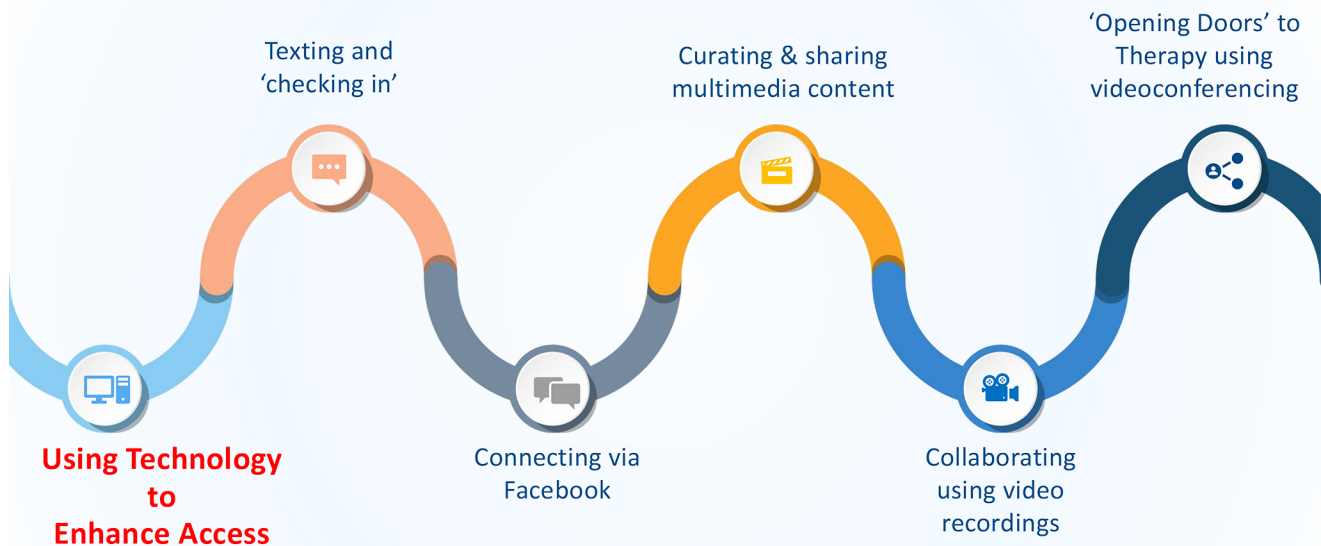 Using Technology
to
Enhance Access
Texting and
‘checking in’
Connecting via
Facebook
Curating & sharing
multimedia content
Collaborating
using video
recordings
‘Opening Doors’ to
Therapy using
videoconferencing